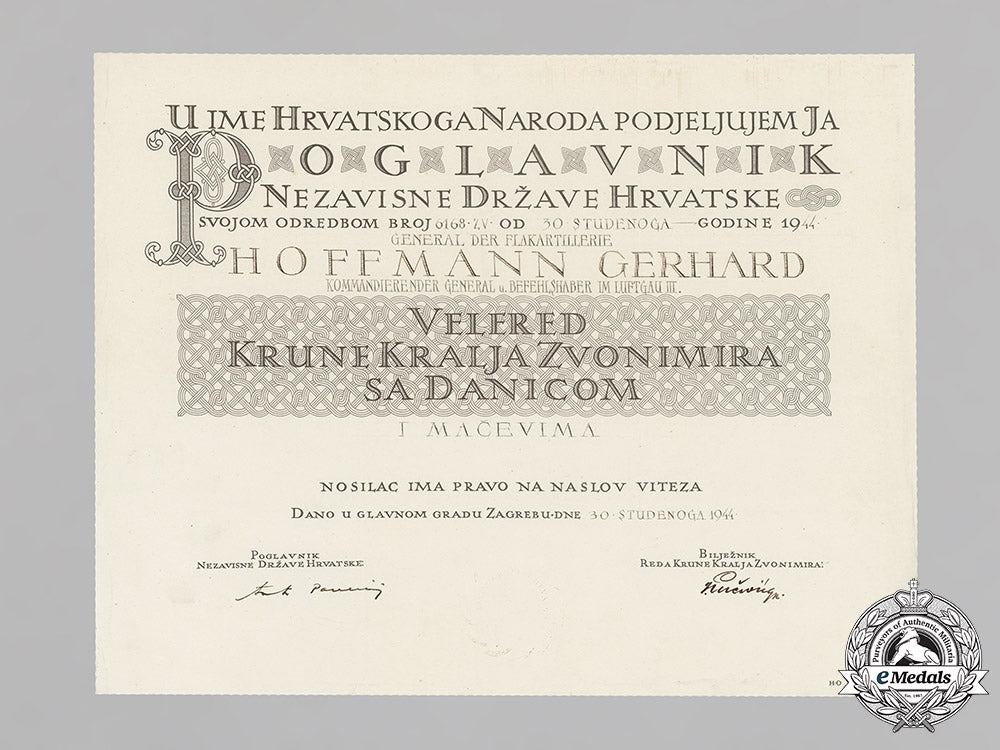 U IME HRVATSKOGA NARODA PODJELJUJEM JA
POGLAVNIK
NEZAVISNE DRŽAVE HRVATSKE
SVOJOM ODREDBOM BROJ 6168·Z.V· OD 30·STUDENOGA GODINE 1944·
GENERAL DER FLAKARTILLERIE
HOFFMANN GERHARD
KOMMANDIERENDER GENERAL u. BEFEHLSHABER IM LUFTGAU III.
VELERED
KRUNE KRALJA ZVONIMIRA
SA DANICOM
I MAČEVIMA
NOSILAC IMA PRAVO NA NASLOV VITEZA
DANO U GLAVNOM GRADU ZAGREBU·DNE 30·STUDENOGA 1944·
POGLAVNIK
NEZAVISNE DRŽAVE HRVATSKE:
BILJEŽNIK
REDA KRUNE KRALJA ZVONIMIRA:
HO
Purveyors of Authentic Militaria
eMedals